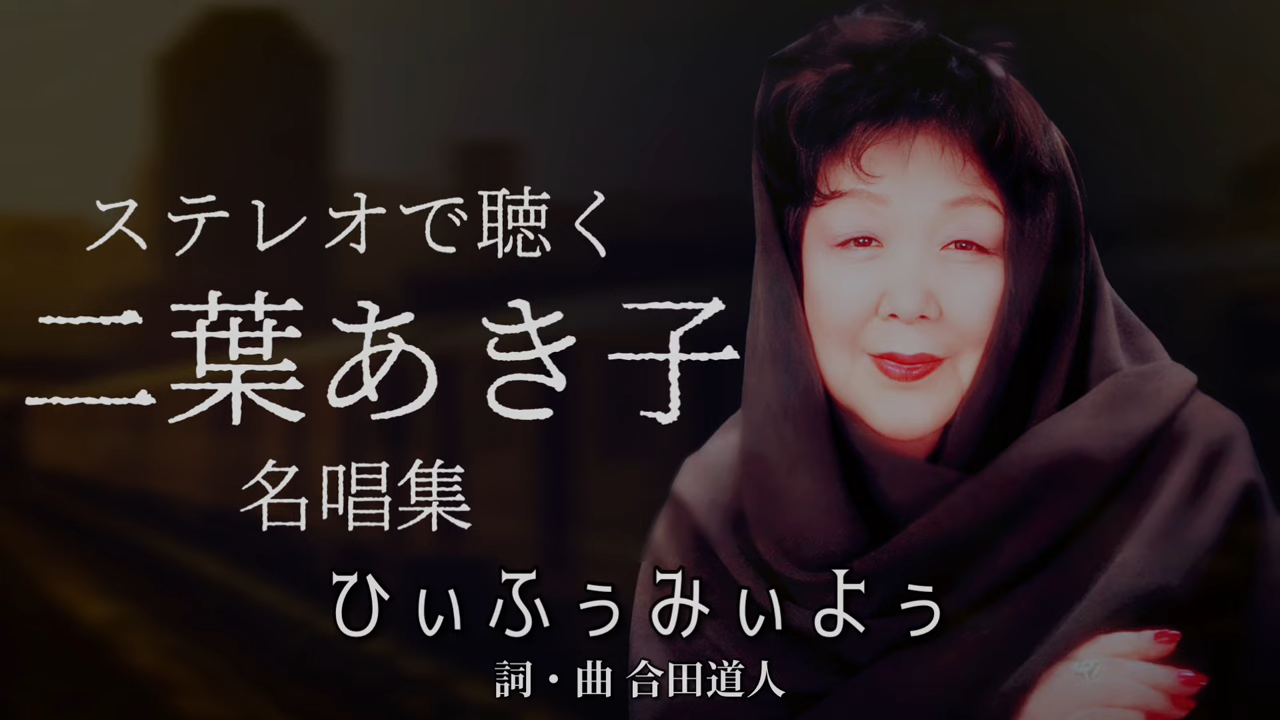 ステレオで聴く
二葉あき子
名唱集
ひぃふぅみぃよぅ
詞・曲 合田道人